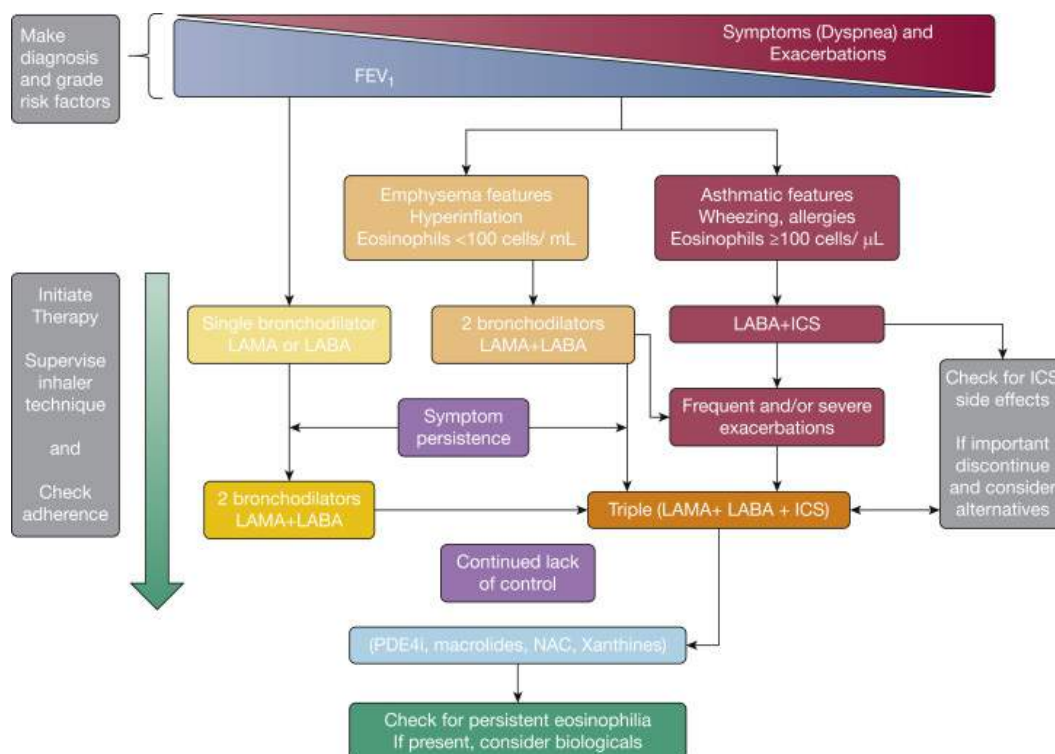 Make
diagnosis
and grade
risk factors
Symptoms (Dyspnea) and
Exacerbations
FEV₁
Emphysema features
Hyperinflation
Eosinophils <100 cells/ mL
Asthmatic features
Wheezing, allergies
Eosinophils ≥100 cells/ μL
Initiate
Therapy
Supervise
inhaler
technique
and
Check
adherence
Single bronchodilator
LAMA or LABA
2 bronchodilators
LAMA+LABA
LABA+ICS
Check for ICS
side effects
If important
discontinue
and consider
alternatives
Symptom
persistence
Frequent and/or severe
exacerbations
2 bronchodilators
LAMA+LABA
Triple (LAMA+ LABA + ICS)
Continued lack
of control
(PDE4i, macrolides, NAC, Xanthines)
Check for persistent eosinophilia
If present, consider biologicals